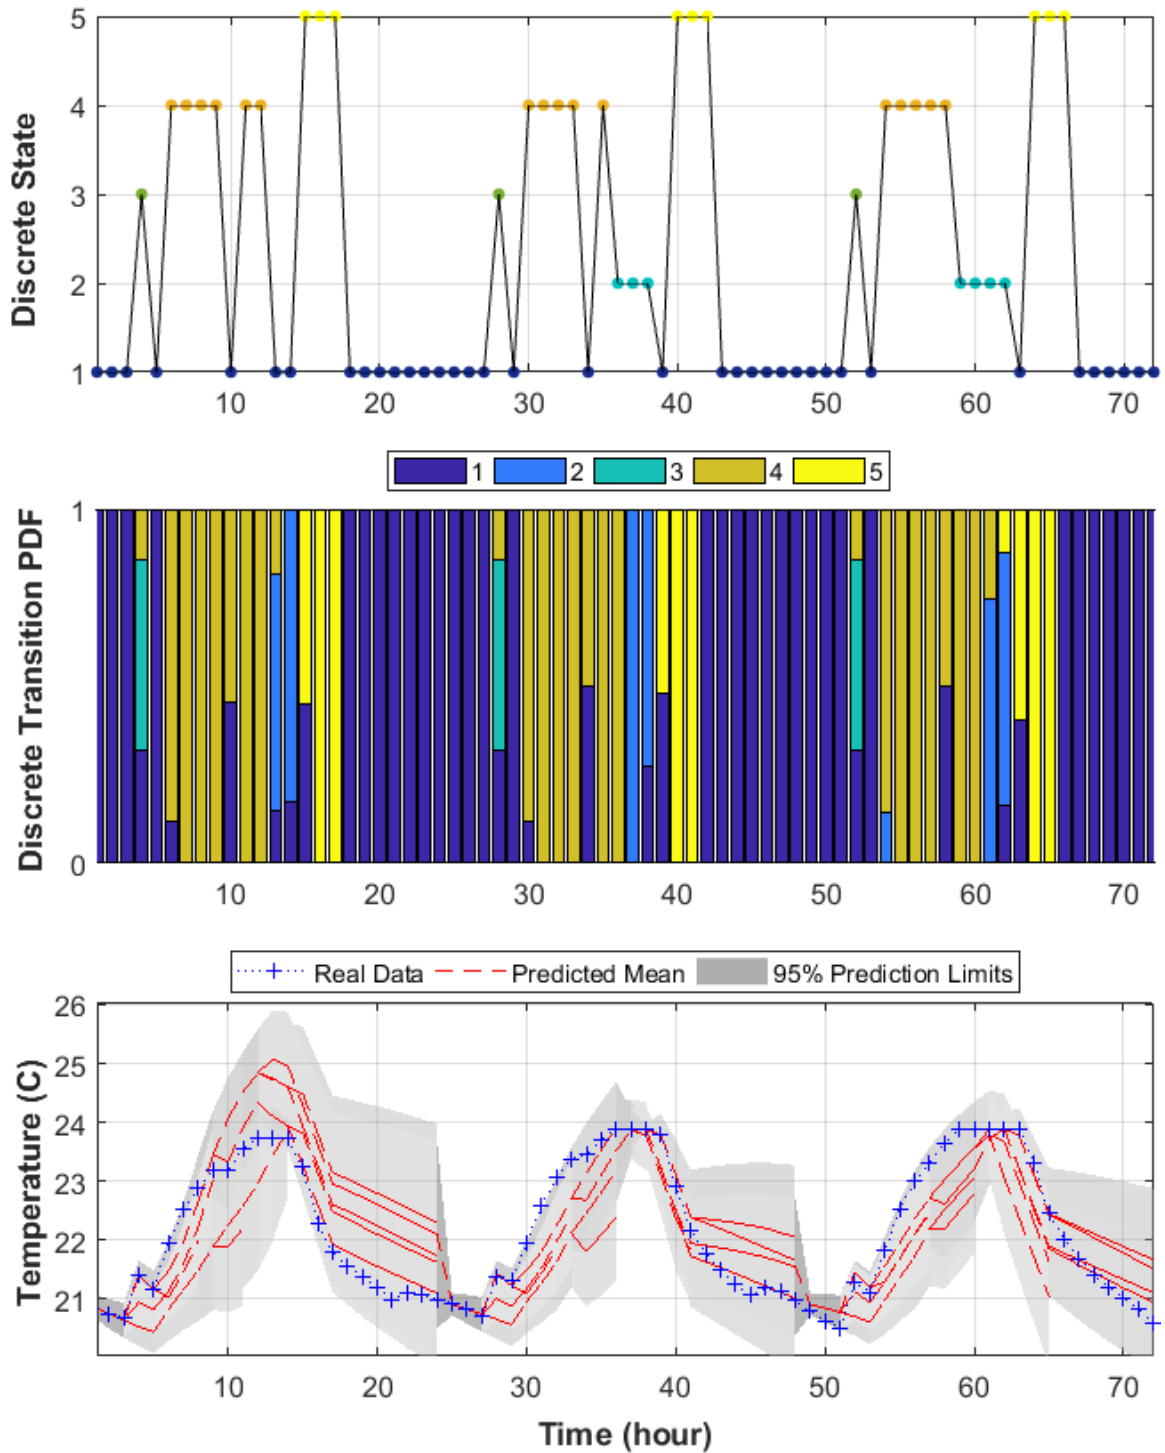 Discrete State
5
4
3
2
1
10 20 30 40 50 60 70
1 2 3 4 5
Discrete Transition PDF
1
0
10 20 30 40 50 60 70
Real Data Predicted Mean 95% Prediction Limits
Temperature (C)
26
25
24
23
22
21
10 20 30 40 50 60 70
Time (hour)